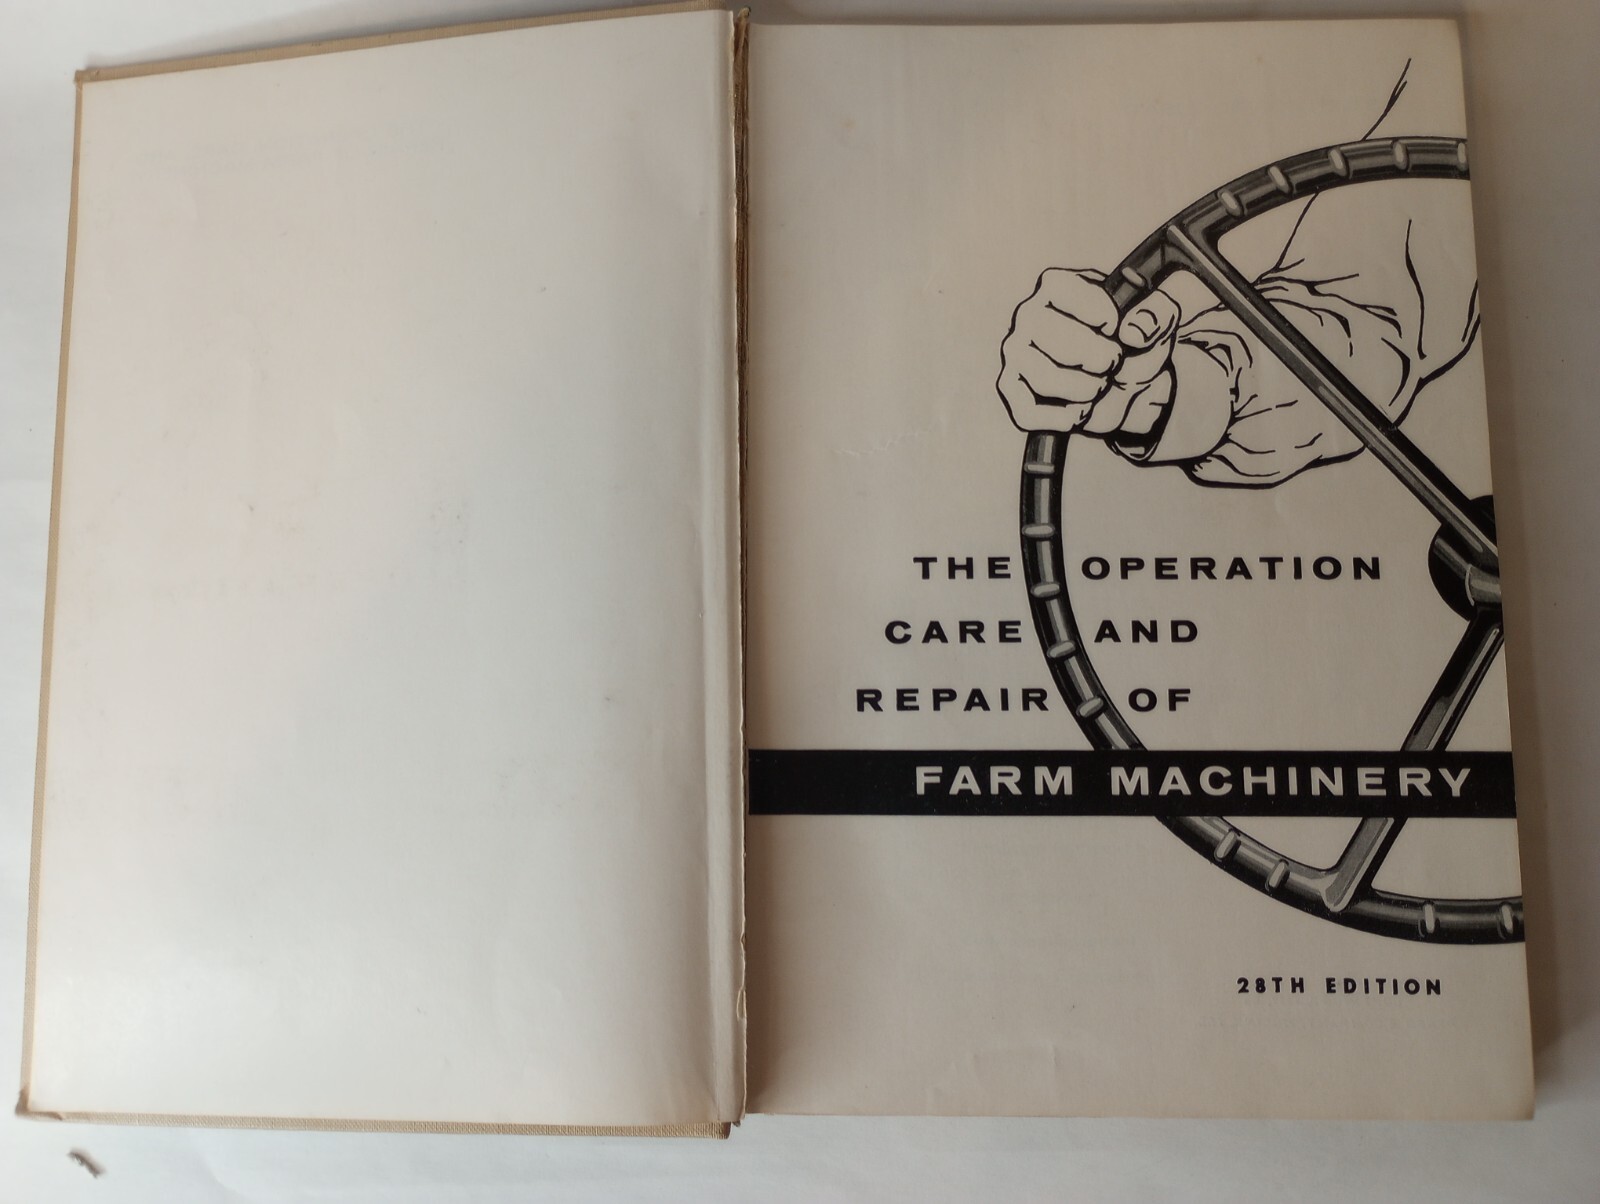 THE OPERATION
CARE AND
REPAIR OF
FARM MACHINERY
28TH EDITION